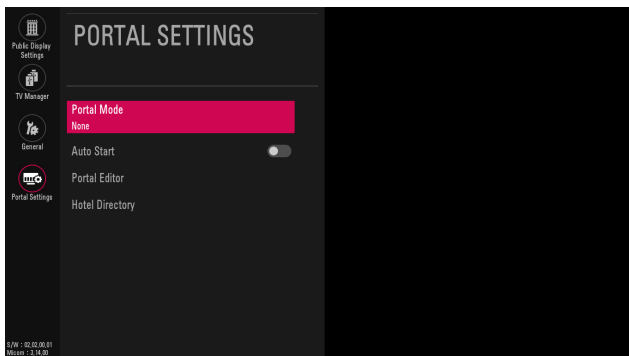 Public Display
Settings
TV Manager
General
Portal Settings
S/W : 02,02,00,01
Micom : 3,14,00
PORTAL SETTINGS
Portal Mode
None
Auto Start
Portal Editor
Hotel Directory